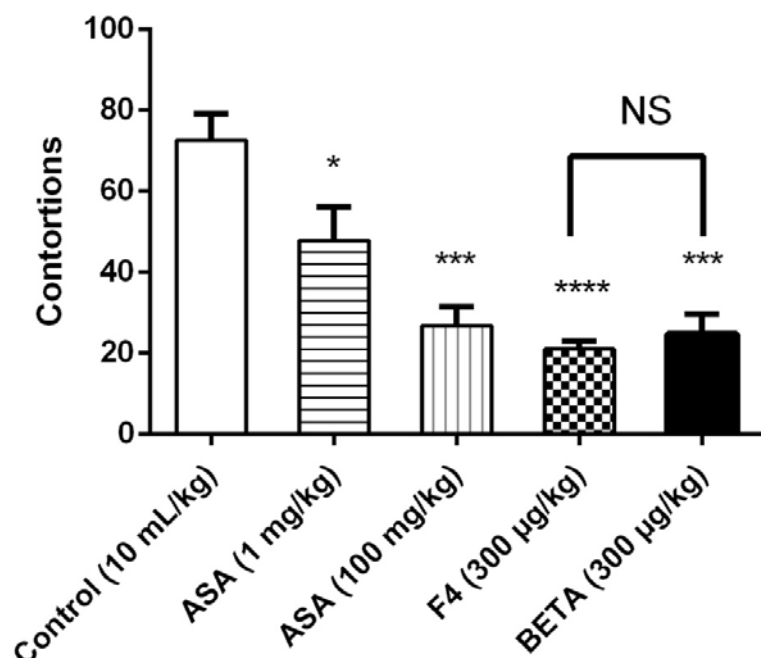 100
80
60
40
20
0
Contortions
*
***
****
***
NS
Control (10 mL/kg)
ASA (1 mg/kg)
ASA (100 mg/kg)
F4 (300 µg/kg)
BETA (300 µg/kg)